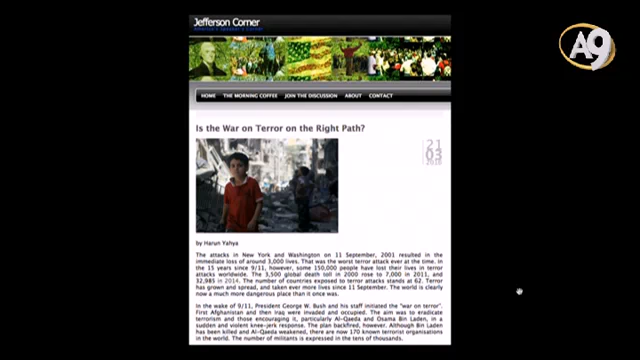 Jefferson Corner
America's Speaker's Corner
A9
HOME THE MORNING COFFEE JOIN THE DISCUSSION ABOUT CONTACT
Is the War on Terror on the Right Path?
21
03
2016
by Harun Yahya
The attacks in New York and Washington on 11 September, 2001 resulted in the
immediate loss of around 3,000 lives. That was the worst terror attack ever at the time. In
the 15 years since 9/11, however, some 150,000 people have lost their lives in terror
attacks worldwide. The 3,500 global death toll in 2000 rose to 7,000 in 2011, and
32,985 in 2014. The number of countries exposed to terror attacks stands at 62. Terror
has grown and spread, and taken ever more lives since 11 September. The world is clearly
now a much more dangerous place than it once was.
In the wake of 9/11, President George W. Bush and his staff initiated the "war on terror".
First Afghanistan and then Iraq were invaded and occupied. The aim was to eradicate
terrorism and those encouraging it, particularly Al-Qaeda and Osama Bin Laden, in
a sudden and violent knee-jerk response. The plan backfired, however. Although Bin Laden
has been killed and Al-Qaeda weakened, there are now 170 known terrorist organisations
in the world. The number of militants is expressed in the tens of thousands.